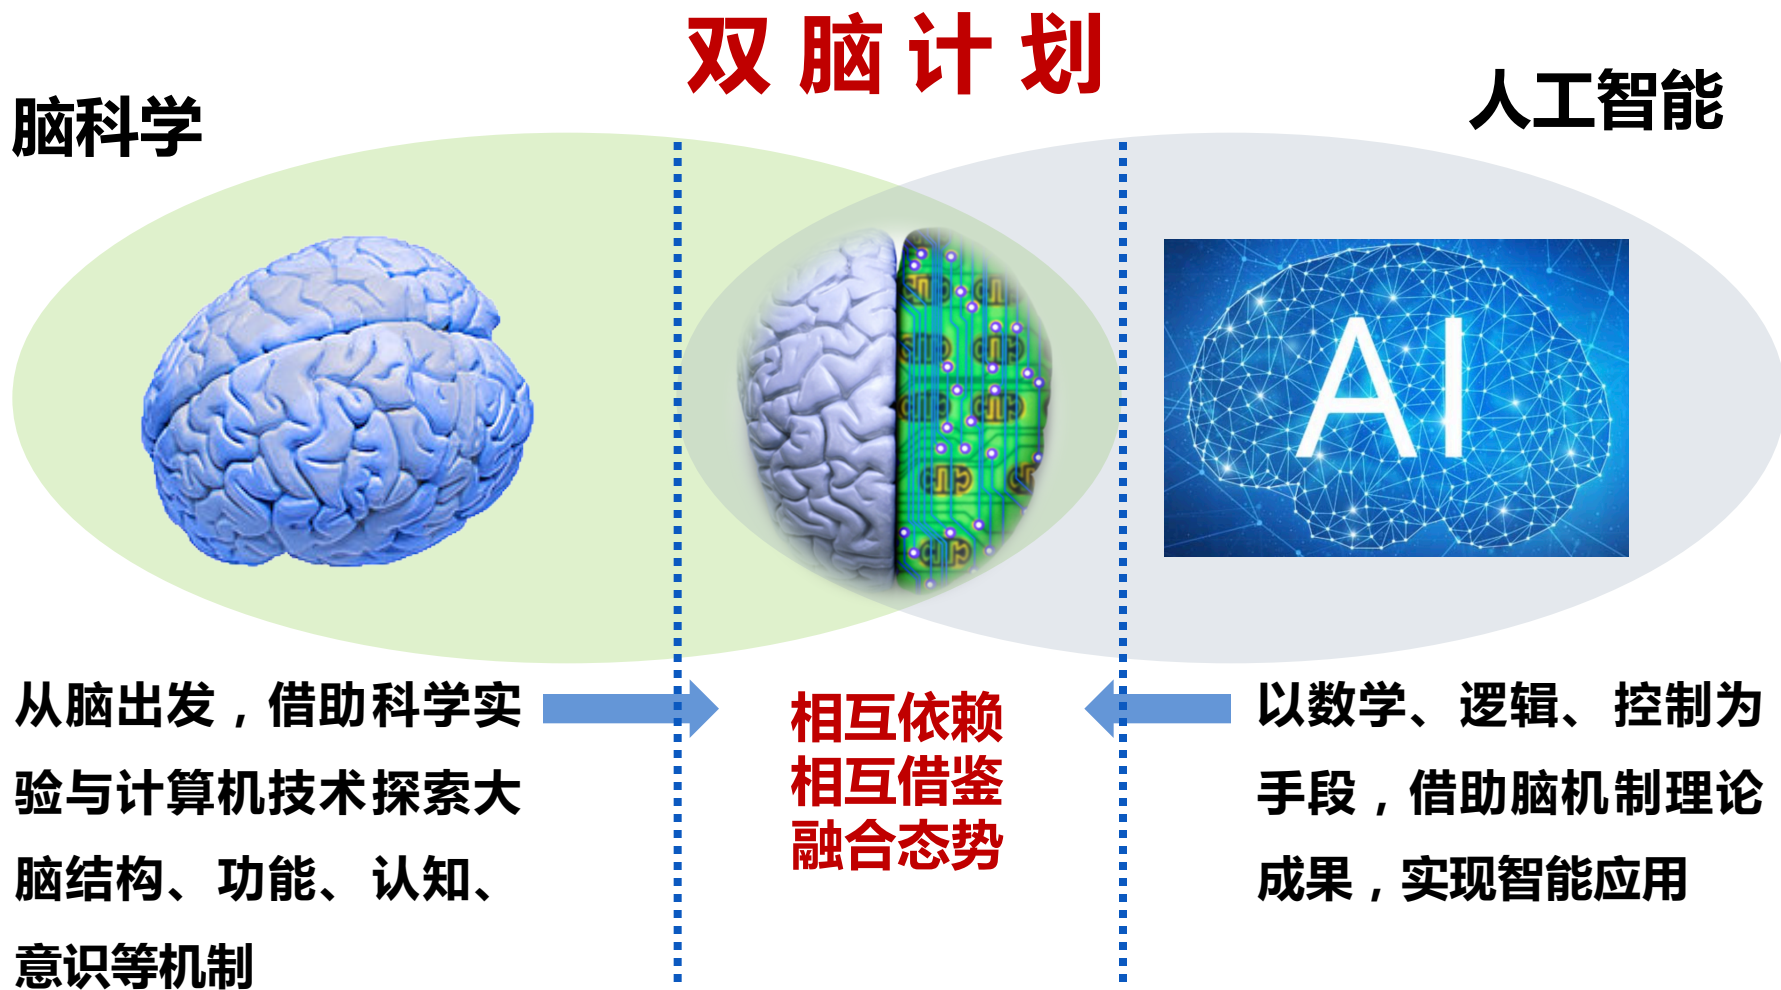 双脑计划
脑科学
人工智能
AI
从脑出发，借助科学实
验与计算机技术探索大
脑结构、功能、认知、
意识等机制
相互依赖
相互借鉴
融合态势
以数学、逻辑、控制为
手段，借助脑机制理论
成果，实现智能应用